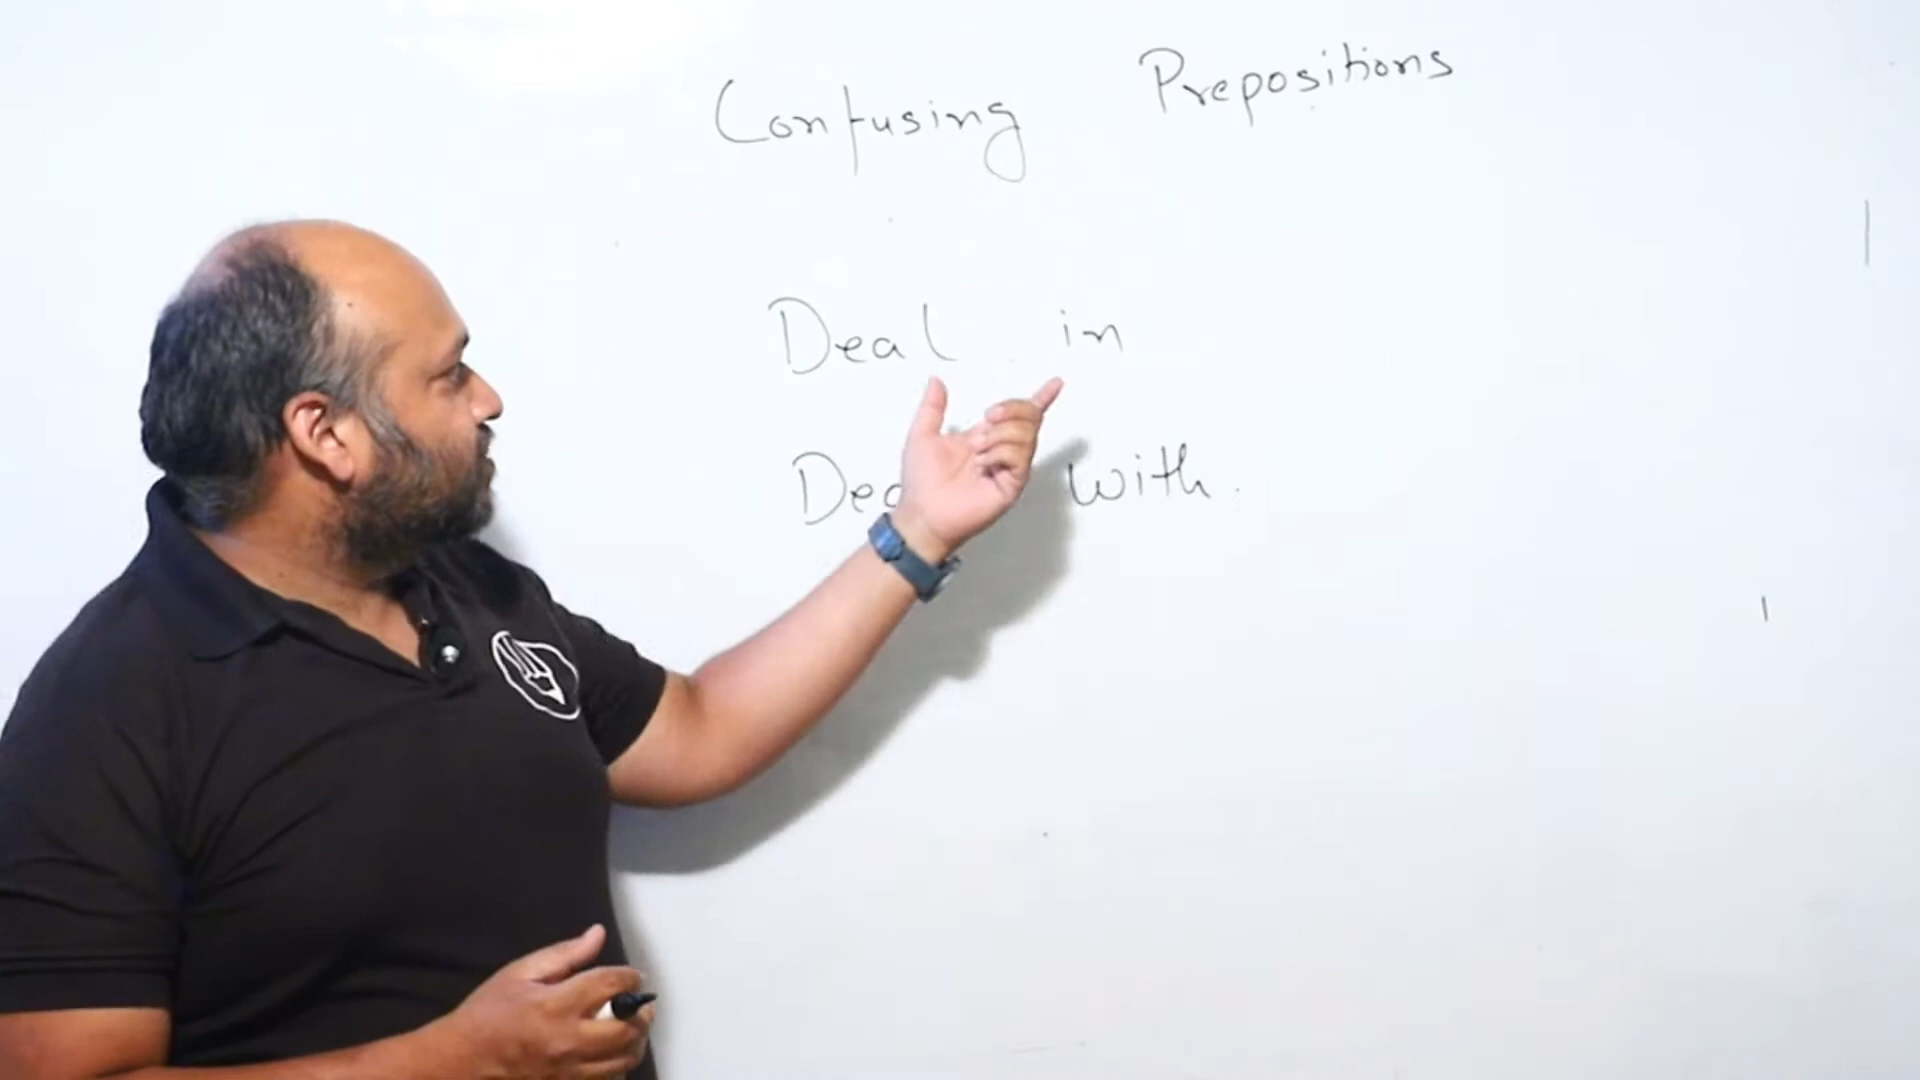 Confusing Prepositions
Deal in
with.